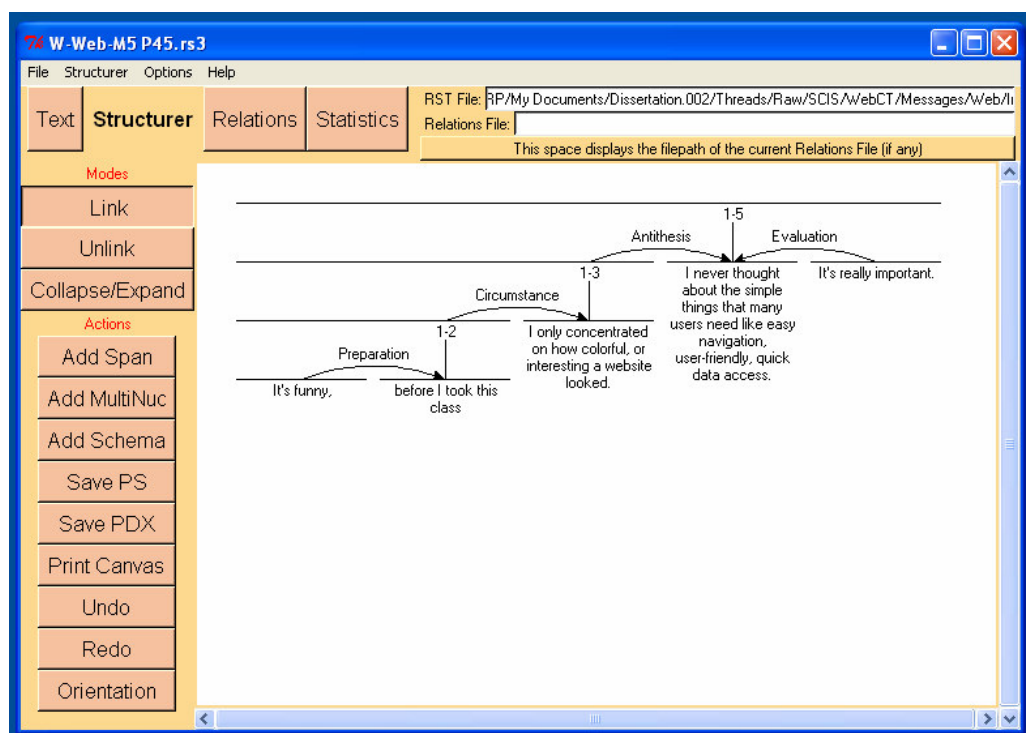 W-Web-M5 P45.rs3
File Structurer Options Help
Text Structurer Relations Statistics
RST File: RP/My Documents/Dissertation.002/Threads/Raw/SCIS/WebCT/Messages/Web/
Relations File:
This space displays the filepath of the current Relations File (if any)
Modes
Link
Unlink
Collapse/Expand
Actions
Add Span
Add MultiNuc
Add Schema
Save PS
Save PDX
Print Canvas
Undo
Redo
Orientation
1-5
Antithesis Evaluation
1-3
Circumstance
1-2
Preparation
It's funny,
before I took this
class
I only concentrated
on how colorful, or
interesting a website
looked.
I never thought
about the simple
things that many
users need like easy
navigation,
user-friendly, quick
data access.
It's really important.